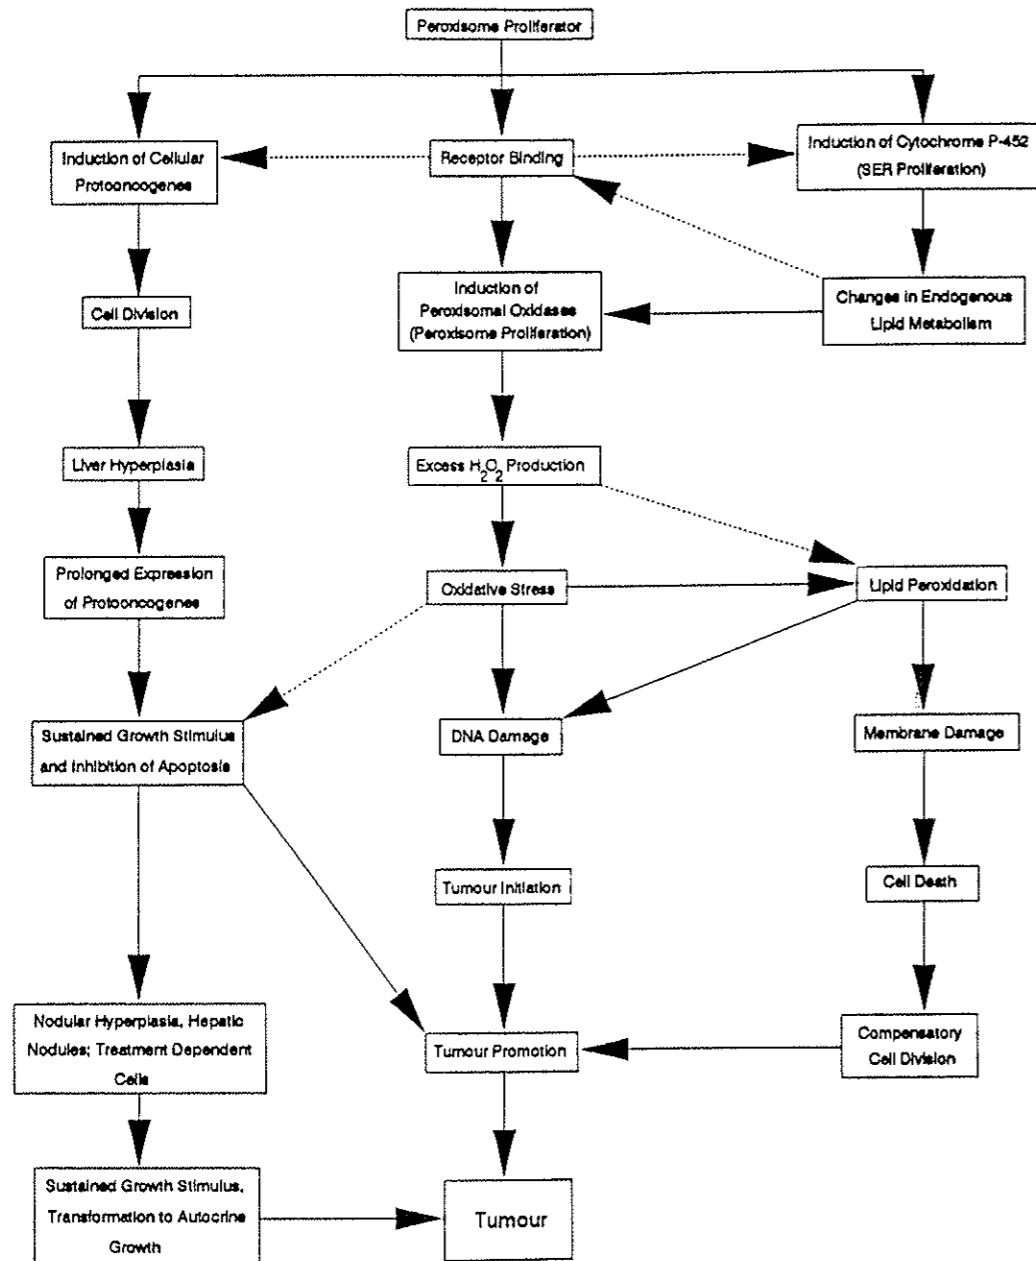 Peroxisome Proliferator
Induction of Cellular
Protooncogenes
Receptor Binding
Induction of Cytochrome P-452
(SER Proliferation)
Cell Division
Induction of
Peroxisomal Oxidases
(Peroxisome Proliferation)
Changes in Endogenous
Lipid Metabolism
Liver Hyperplasia
Excess H2O2 Production
Prolonged Expression
of Protooncogenes
Oxidative Stress
Lipid Peroxidation
Sustained Growth Stimulus
and Inhibition of Apoptosis
DNA Damage
Membrane Damage
Tumour Initiation
Cell Death
Nodular Hyperplasia, Hepatic
Nodules; Treatment Dependent
Cells
Tumour Promotion
Compensatory
Cell Division
Sustained Growth Stimulus,
Transformation to Autocrine
Growth
Tumour